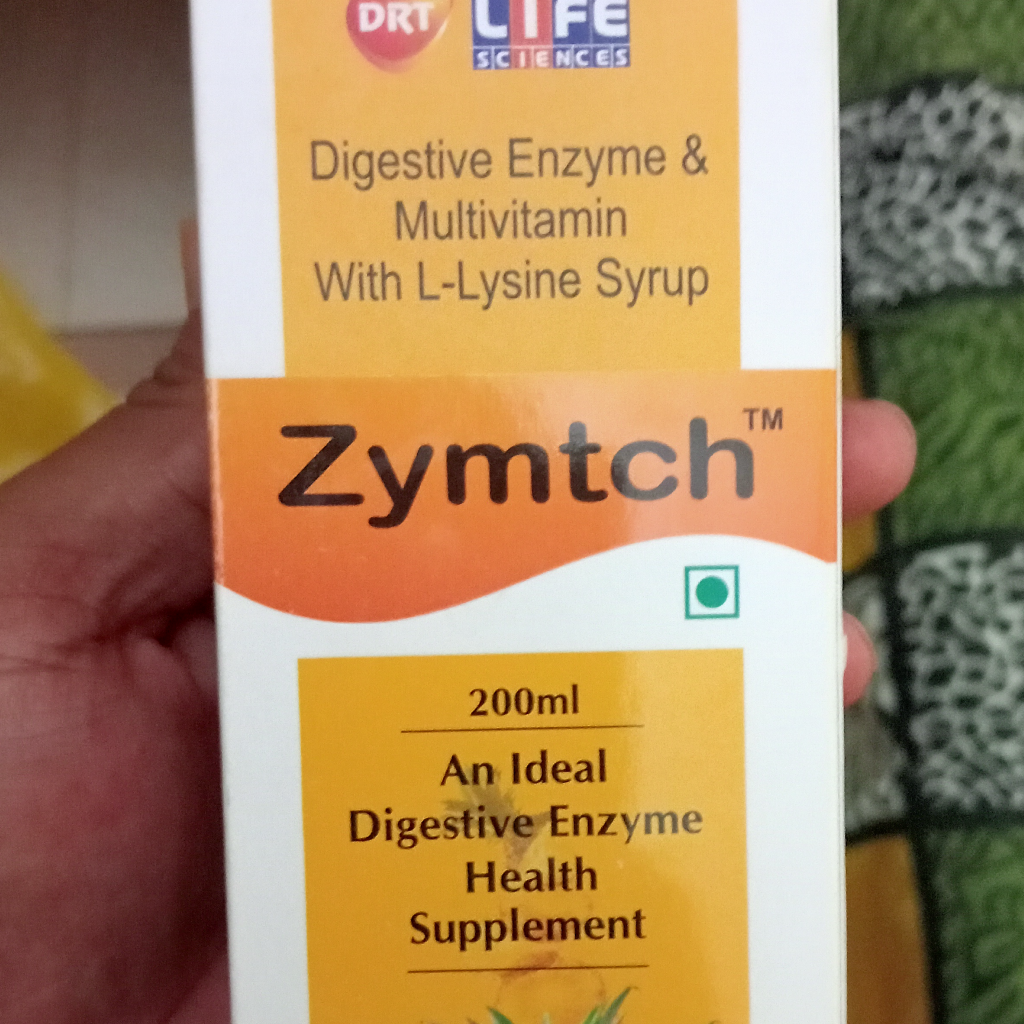 DRT
LIFE
SCIENCES
Digestive Enzyme &
Multivitamin
With L-Lysine Syrup
Zymtch™
200ml
An Ideal
Digestive Enzyme
Health
Supplement